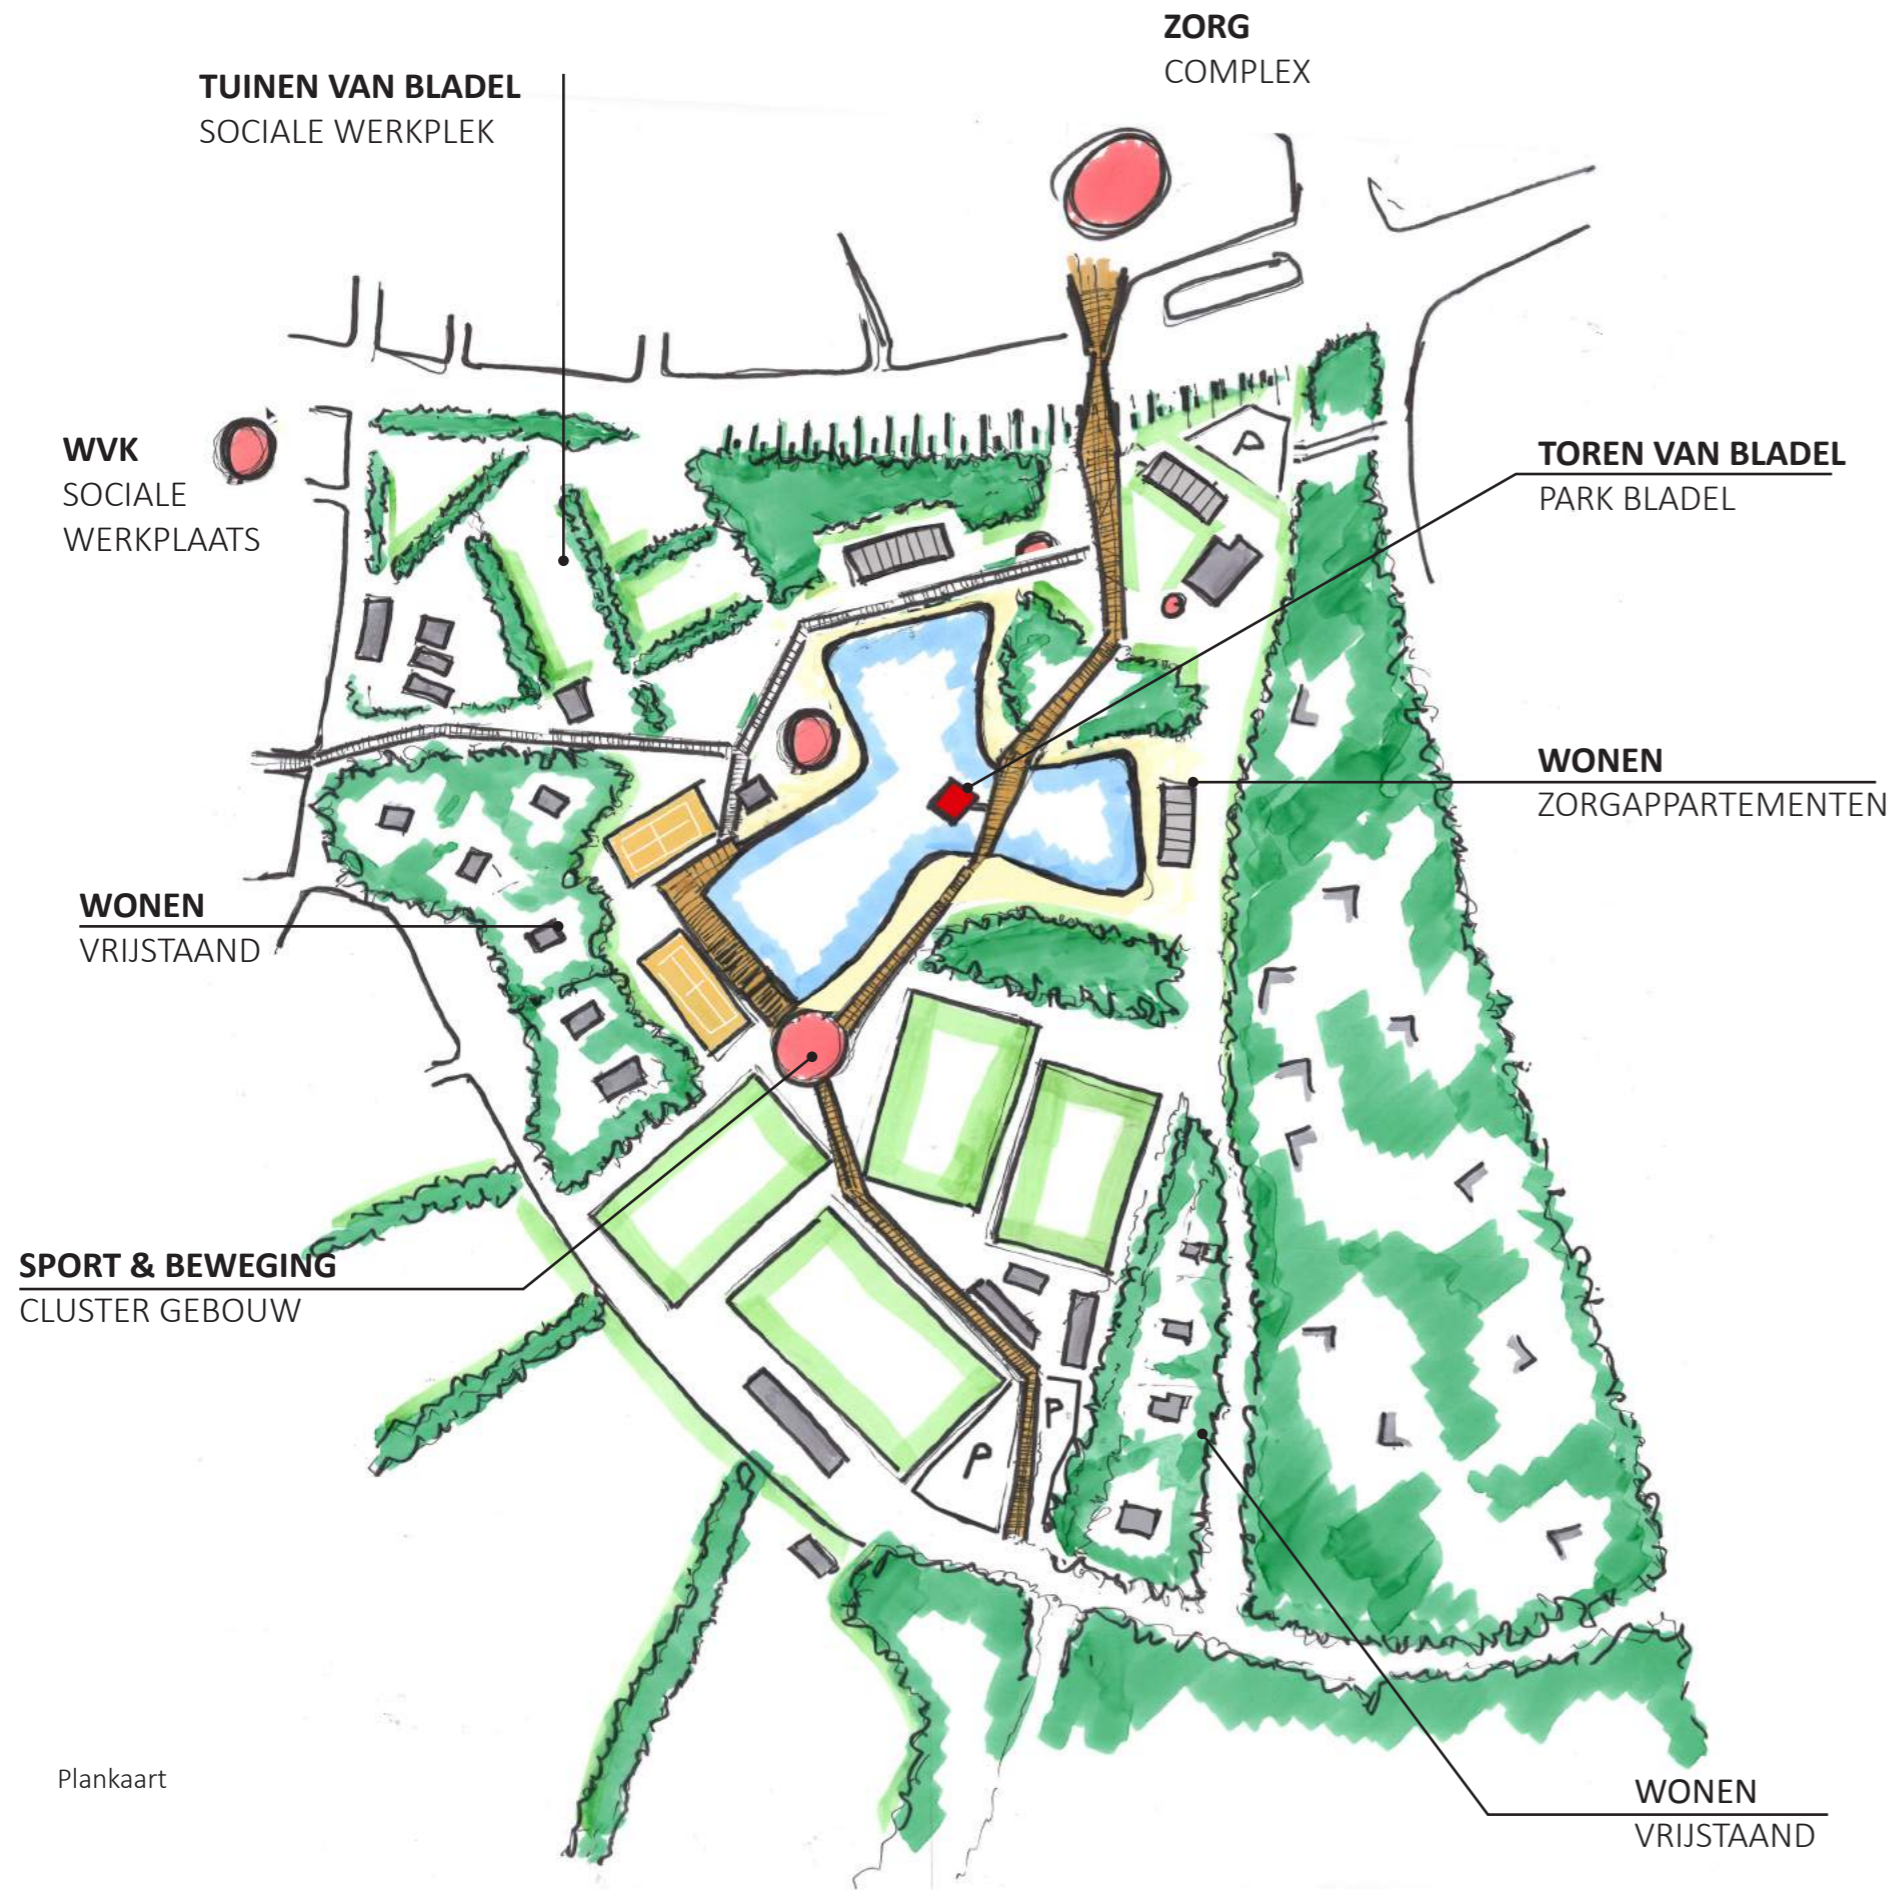 ZORG
COMPLEX
TUINEN VAN BLADEL
SOCIALE WERKPLEK
WVK
SOCIALE
WERKPLAATS
P
TOREN VAN BLADEL
PARK BLADEL
WONEN
ZORGAPPARTEMENTEN
WONEN
VRIJSTAAND
SPORT & BEWEGING
CLUSTER GEBOUW
P
P
Plankaart
WONEN
VRIJSTAAND